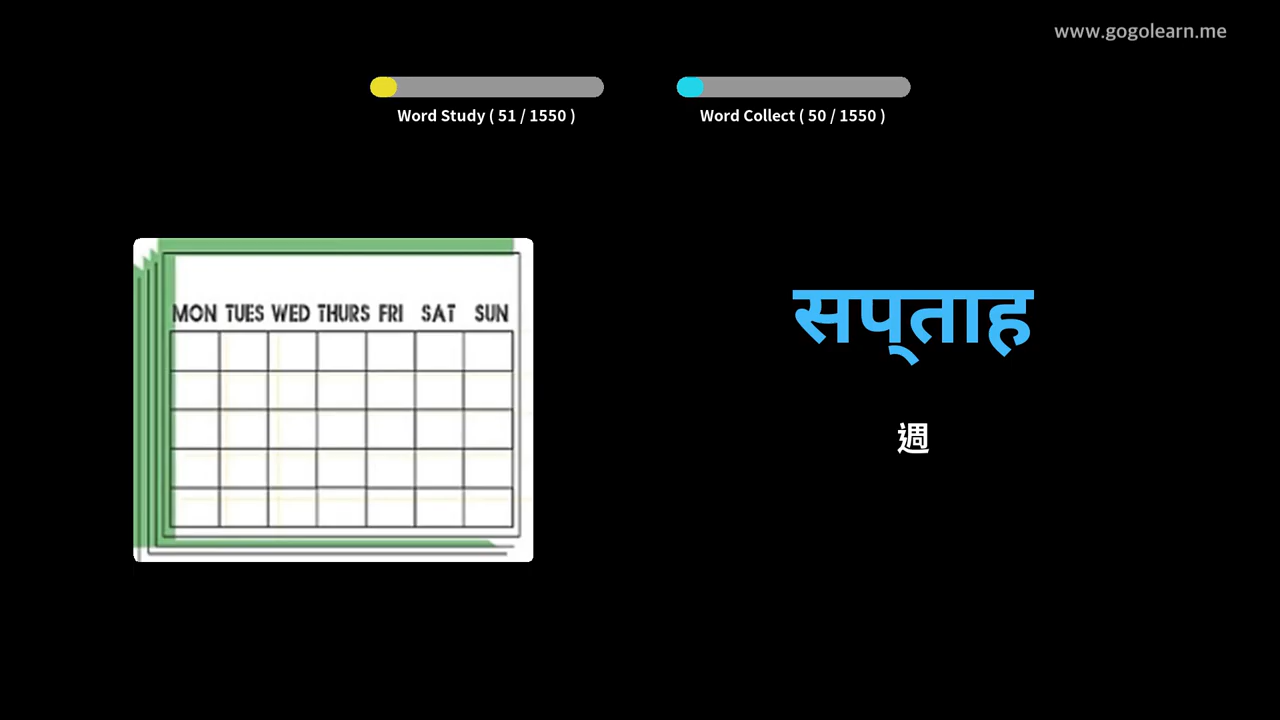 www.gogolearn.me
Word Study ( 51 / 1550 )
Word Collect ( 50 / 1550 )
MON TUES WED THURS FRI SAT SUN
सप्‌ताह
週